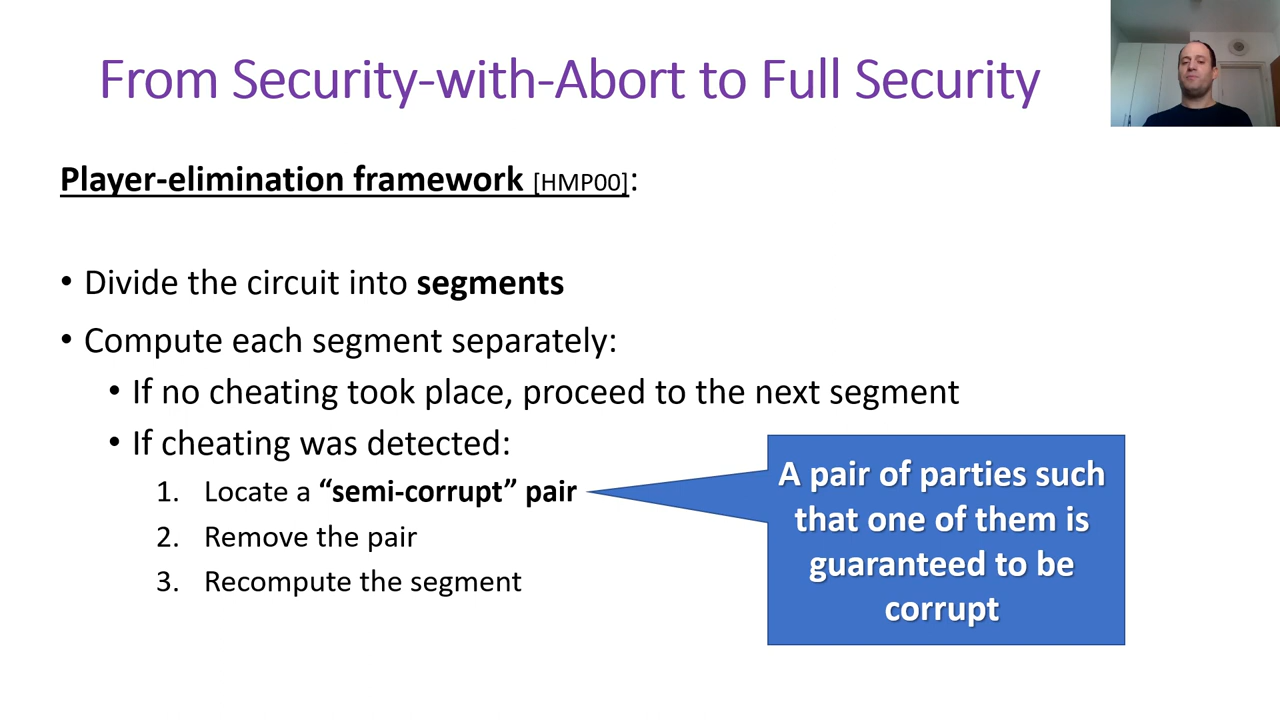 From Security-with-Abort to Full Security
Player-elimination framework [HMP00]:
• Divide the circuit into segments
• Compute each segment separately:
• If no cheating took place, proceed to the next segment
• If cheating was detected:
1. Locate a “semi-corrupt” pair
2. Remove the pair
3. Recompute the segment
A pair of parties such
that one of them is
guaranteed to be
corrupt